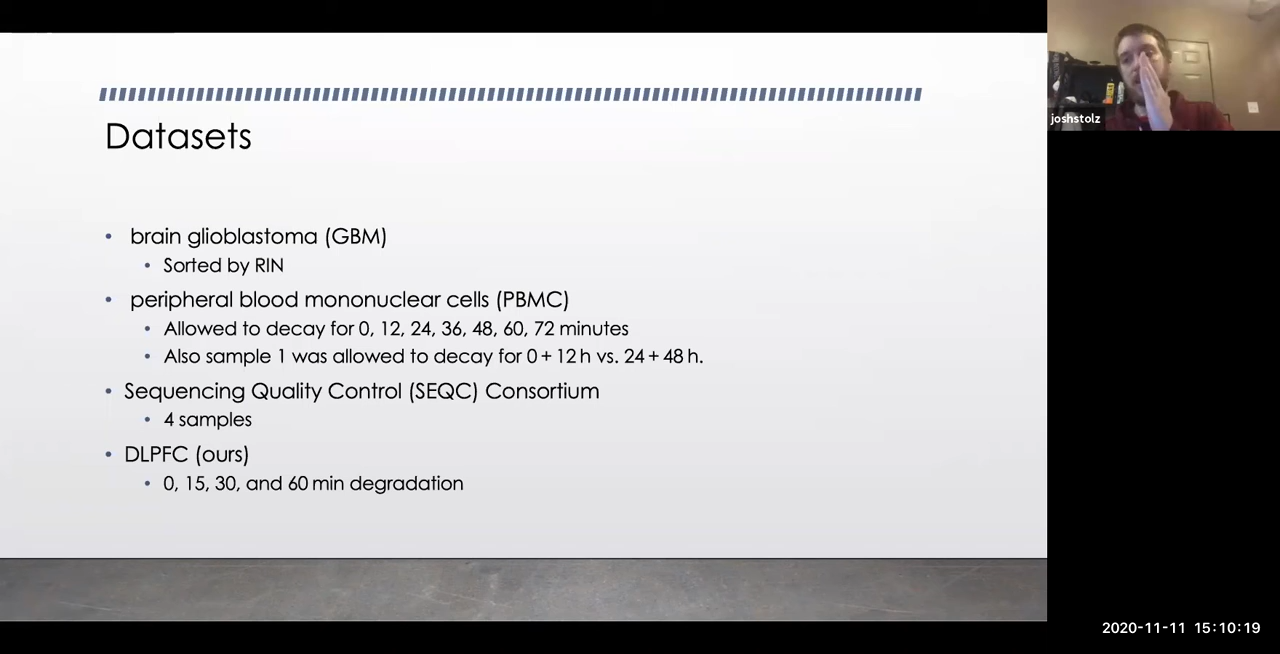 Datasets
• brain glioblastoma (GBM)
• Sorted by RIN
• peripheral blood mononuclear cells (PBMC)
• Allowed to decay for 0, 12, 24, 36, 48, 60, 72 minutes
• Also sample 1 was allowed to decay for 0 + 12 h vs. 24 + 48 h.
• Sequencing Quality Control (SEQC) Consortium
• 4 samples
• DLPFC (ours)
• 0, 15, 30, and 60 min degradation
joshstolz
2020-11-11 15:10:19